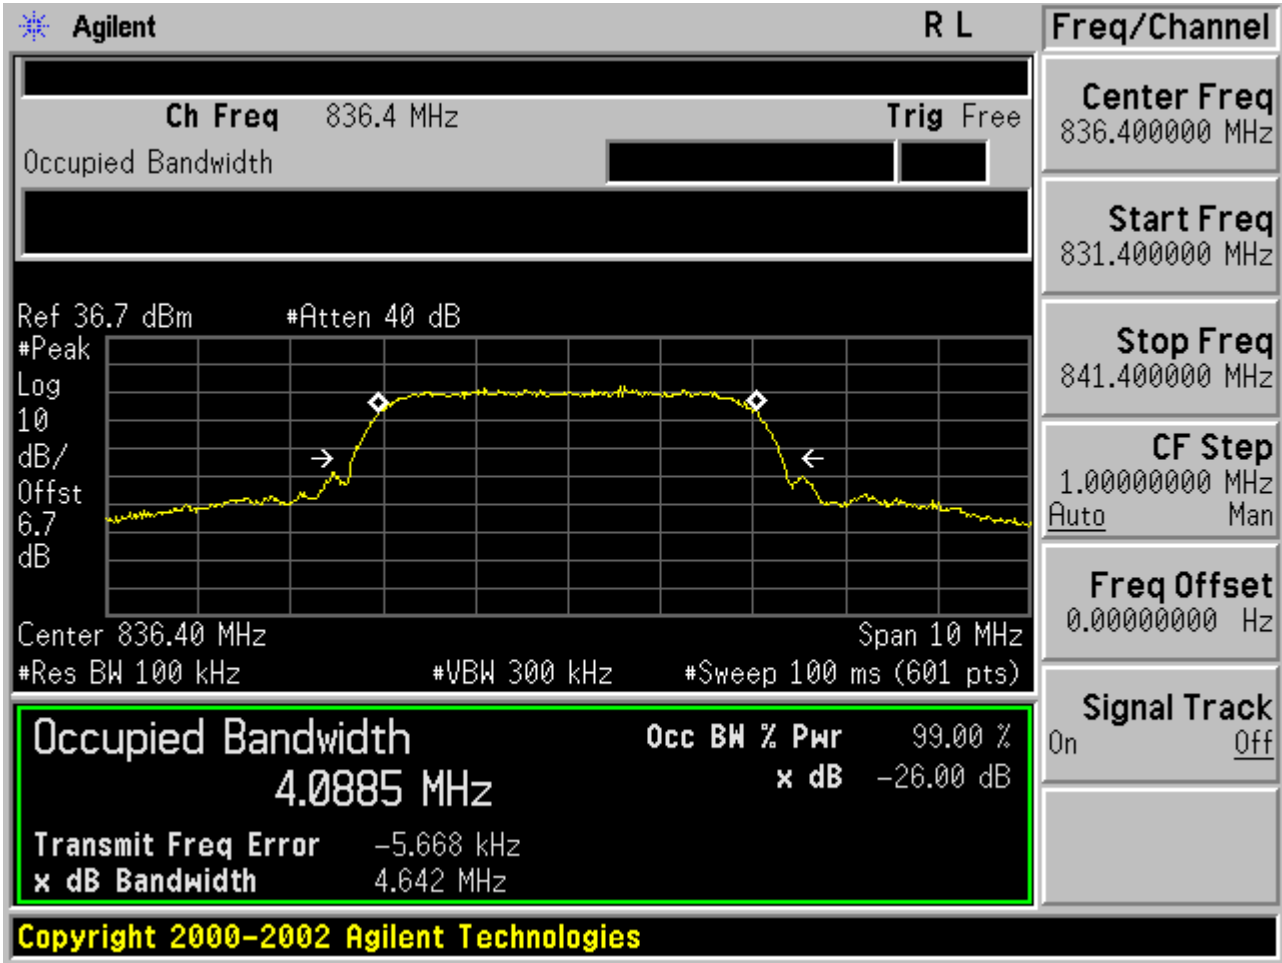 Agilent R L Freq/Channel
Ch Freq 836.4 MHz Trig Free
Occupied Bandwidth
Center Freq
836.400000 MHz
Start Freq
831.400000 MHz
Stop Freq
841.400000 MHz
CF Step
1.00000000 MHz
Auto Man
Freq Offset
0.00000000 Hz
Signal Track
On Off
Ref 36.7 dBm #Atten 40 dB
#Peak
Log
10
dB/
Offst
6.7
dB
Center 836.40 MHz Span 10 MHz
#Res BW 100 kHz #VBW 300 kHz #Sweep 100 ms (601 pts)
Occupied Bandwidth
4.0885 MHz
Occ BW % Pwr 99.00 %
x dB -26.00 dB
Transmit Freq Error -5.668 kHz
x dB Bandwidth 4.642 MHz
Copyright 2000-2002 Agilent Technologies